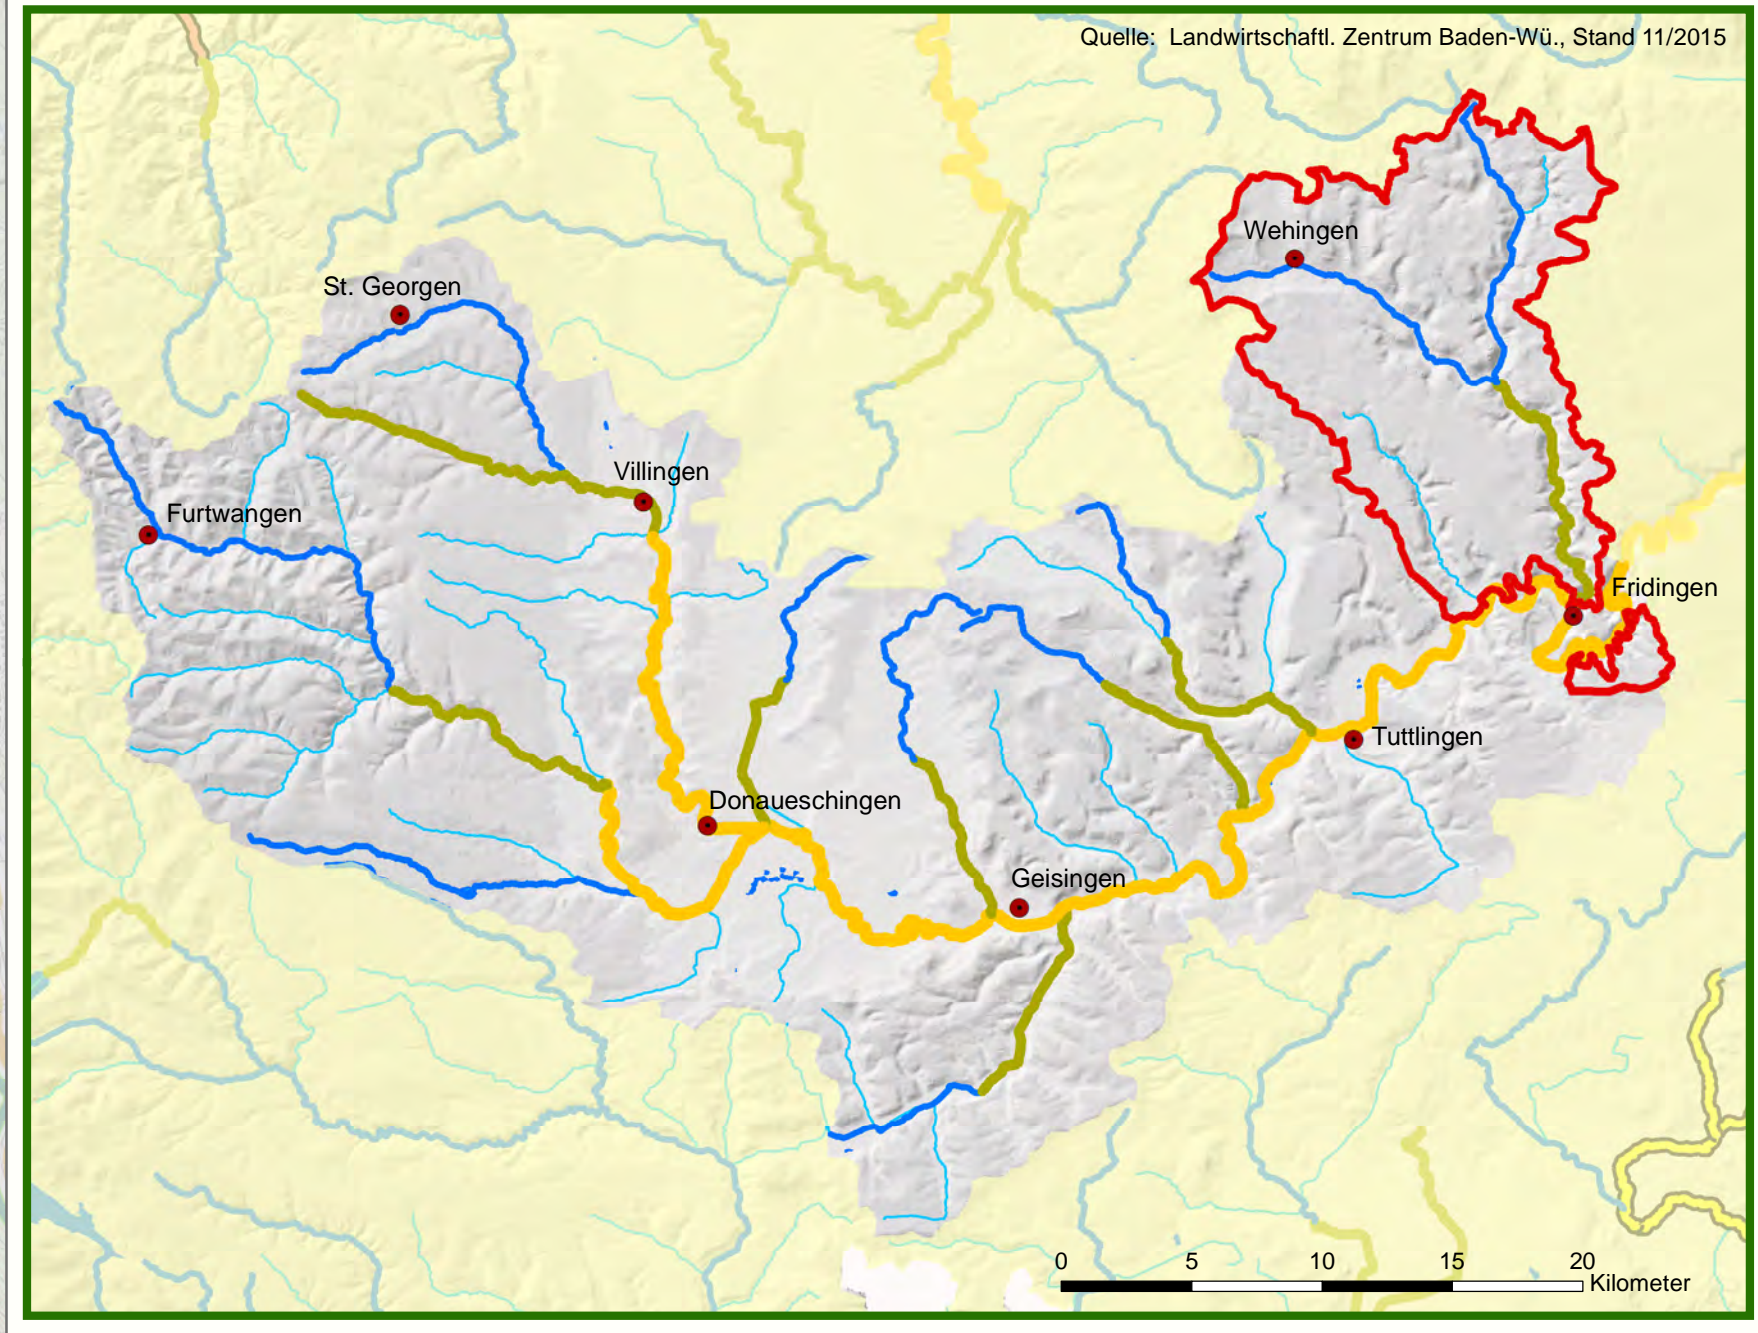 Quelle: Landwirtschaftl. Zentrum Baden-Wü., Stand 11/2015
Wehingen
St. Georgen
Villingen
Furtwangen
Fridingen
Tuttlingen
Donaueschingen
Geisingen
0 5 10 15 20
Kilometer